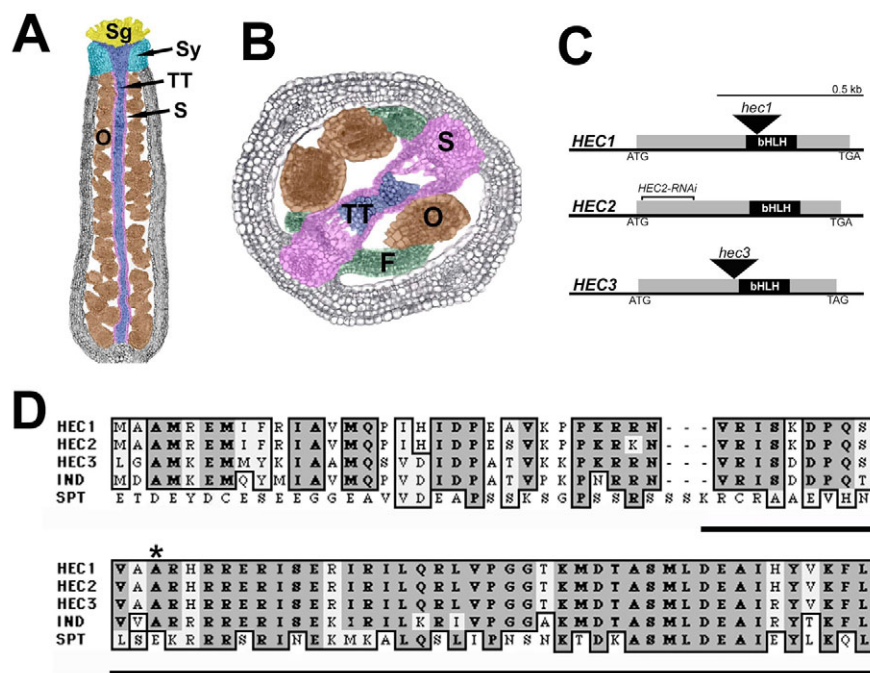 A
Sg
Sy
TT
S
O
B
S
TT
O
F
C
0.5 kb
hec1
HEC1
bHLH
ATG
TGA
HEC2-RNAi
HEC2
bHLH
ATG
TGA
hec3
HEC3
bHLH
ATG
TAG
D
HEC1 M A A M R E M I F R I A V M Q P I H I D P E A V K P P K R R N - - - V R I S K D P Q S
HEC2 M A A M R E M I F R I A V M Q P I H I D P E S V K P P K R K N - - - V R I S K D P Q S
HEC3 L G A M K E M M Y K I A A M Q S V D I D P A T V K K P K R R N - - - V R I S D D P Q S
IND M D A M K E M Q Y M I A V M Q P V D I D P A T V P K P N R R N - - - V R I S D D P Q T
SPT E T D E Y D C E S E E G G E A V V D E A P S S K S G P S S R S S S K R C R A A E V H N
*
HEC1 V A A R H R R E R I S E R I R I L Q R L V P G G T K M D T A S M L D E A I H Y V K F L
HEC2 V A A R H R R E R I S E R I R I L Q R L V P G G T K M D T A S M L D E A I H Y V K F L
HEC3 V A A R H R R E R I S E R I R I L Q R L V P G G T K M D T A S M L D E A I H Y V K F L
IND V V A R R R R E R I S E K I R I L K R I V P G G A K M D T A S M L D E A I R Y T K F L
SPT L S E K R R R S R I N E K M K A L Q S L I P N S N K T D K A S M L D E A I E Y L K Q L